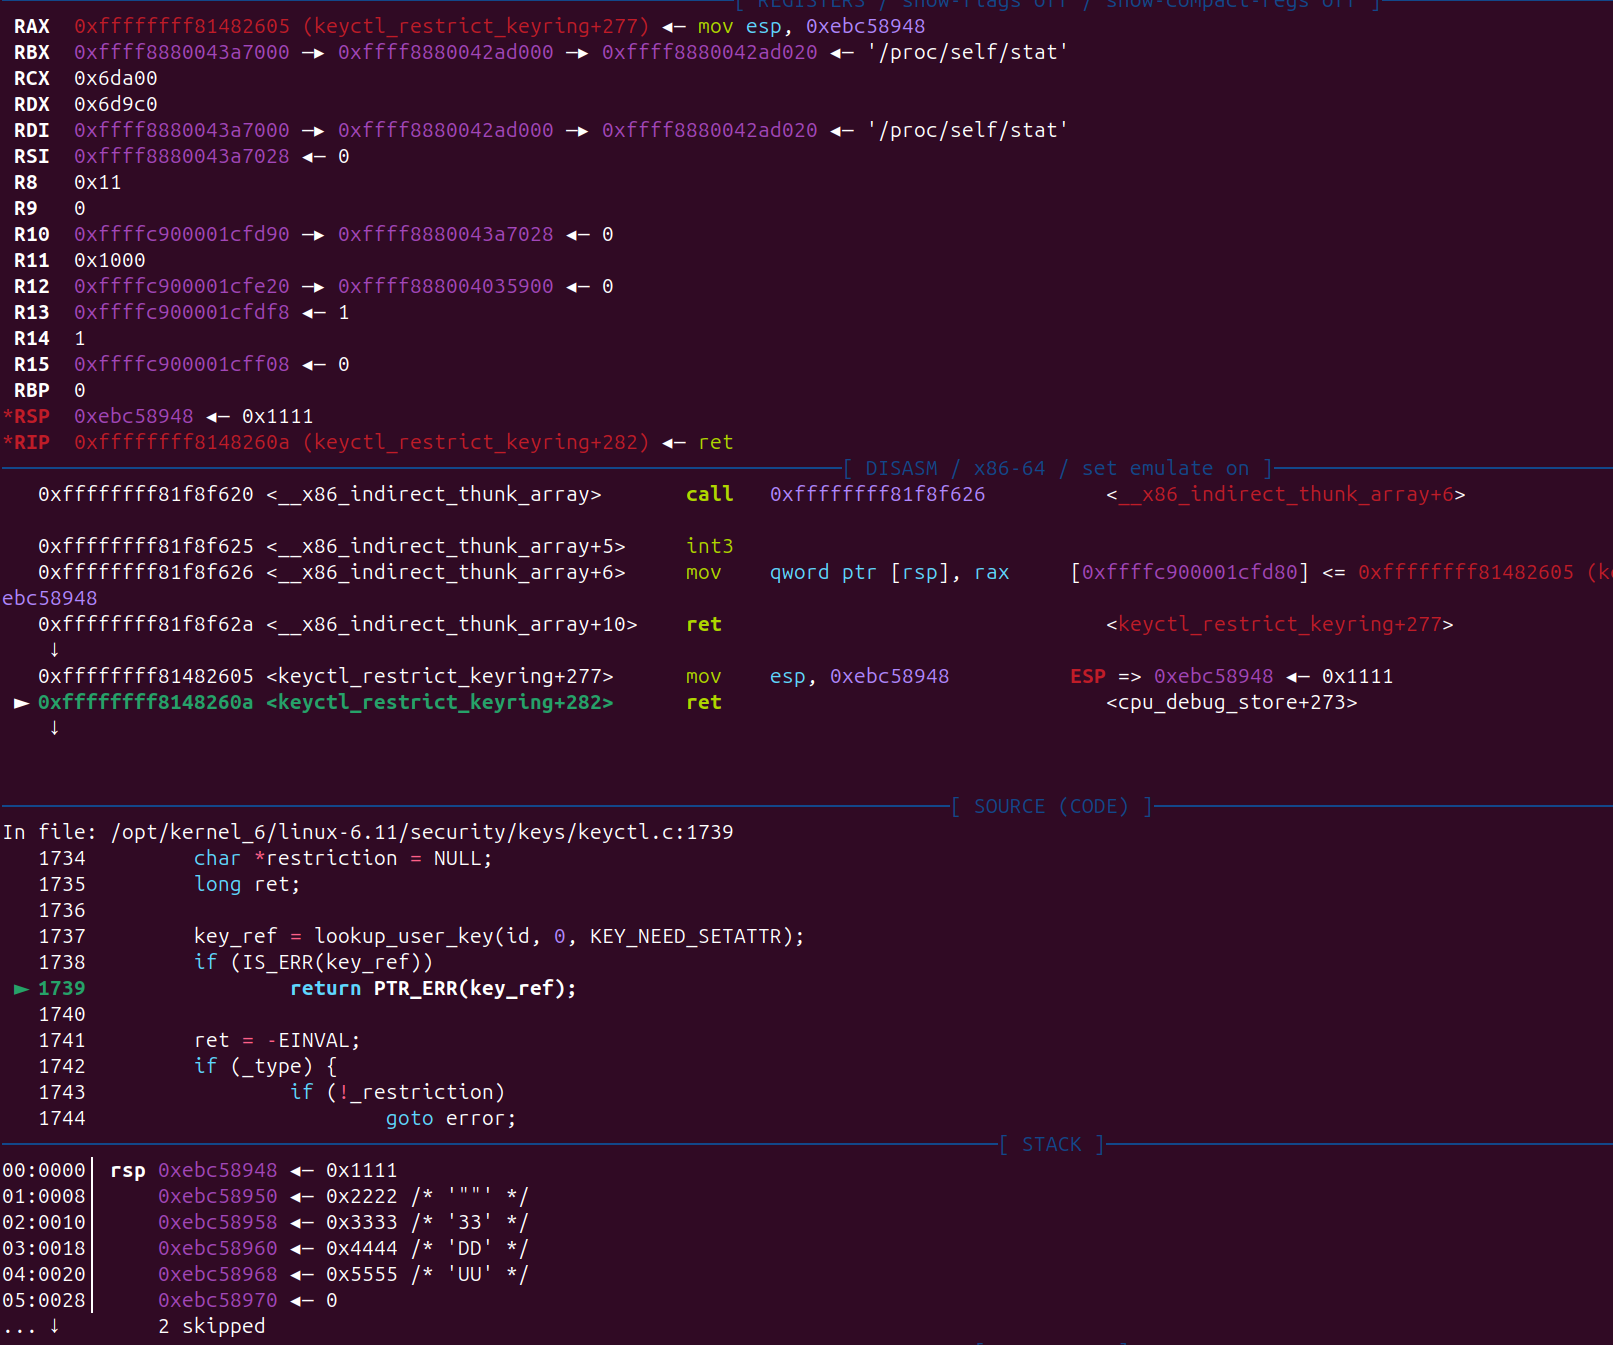 [ REGISTERS / show-flags off / show-compact-regs off ]
RAX  0xffffffff81482605 (keyctl_restrict_keyring+277) ◂— mov esp, 0xebc58948
RBX  0xffff8880043a7000 —▸ 0xffff8880042ad000 —▸ 0xffff8880042ad020 ◂— '/proc/self/stat'
RCX  0x6da00
RDX  0x6d9c0
RDI  0xffff8880043a7000 —▸ 0xffff8880042ad000 —▸ 0xffff8880042ad020 ◂— '/proc/self/stat'
RSI  0xffff8880043a7028 ◂— 0
R8   0x11
R9   0
R10  0xffffc900001cfd90 —▸ 0xffff8880043a7028 ◂— 0
R11  0x1000
R12  0xffffc900001cfe20 —▸ 0xffff888004035900 ◂— 0
R13  0xffffc900001cfdf8 ◂— 1
R14  1
R15  0xffffc900001cff08 ◂— 0
RBP  0
*RSP  0xebc58948 ◂— 0x1111
*RIP  0xffffffff8148260a (keyctl_restrict_keyring+282) ◂— ret
[ DISASM / x86-64 / set emulate on ]
0xffffffff81f8f620 <__x86_indirect_thunk_array>       call   0xffffffff81f8f626          <__x86_indirect_thunk_array+6>
0xffffffff81f8f625 <__x86_indirect_thunk_array+5>     int3
0xffffffff81f8f626 <__x86_indirect_thunk_array+6>     mov    qword ptr [rsp], rax     [0xffffc900001cfd80] <= 0xffffffff81482605 (ke
ebc58948
0xffffffff81f8f62a <__x86_indirect_thunk_array+10>    ret                                <keyctl_restrict_keyring+277>
↓
0xffffffff81482605 <keyctl_restrict_keyring+277>      mov    esp, 0xebc58948          ESP => 0xebc58948 ◂— 0x1111
► 0xffffffff8148260a <keyctl_restrict_keyring+282>      ret                                <cpu_debug_store+273>
↓
[ SOURCE (CODE) ]
In file: /opt/kernel_6/linux-6.11/security/keys/keyctl.c:1739
1734         char *restriction = NULL;
1735         long ret;
1736
1737         key_ref = lookup_user_key(id, 0, KEY_NEED_SETATTR);
1738         if (IS_ERR(key_ref))
► 1739                 return PTR_ERR(key_ref);
1740
1741         ret = -EINVAL;
1742         if (_type) {
1743                 if (!_restriction)
1744                         goto error;
[ STACK ]
00:0000│ rsp 0xebc58948 ◂— 0x1111
01:0008│     0xebc58950 ◂— 0x2222 /* '""' */
02:0010│     0xebc58958 ◂— 0x3333 /* '33' */
03:0018│     0xebc58960 ◂— 0x4444 /* 'DD' */
04:0020│     0xebc58968 ◂— 0x5555 /* 'UU' */
05:0028│     0xebc58970 ◂— 0
... ↓        2 skipped